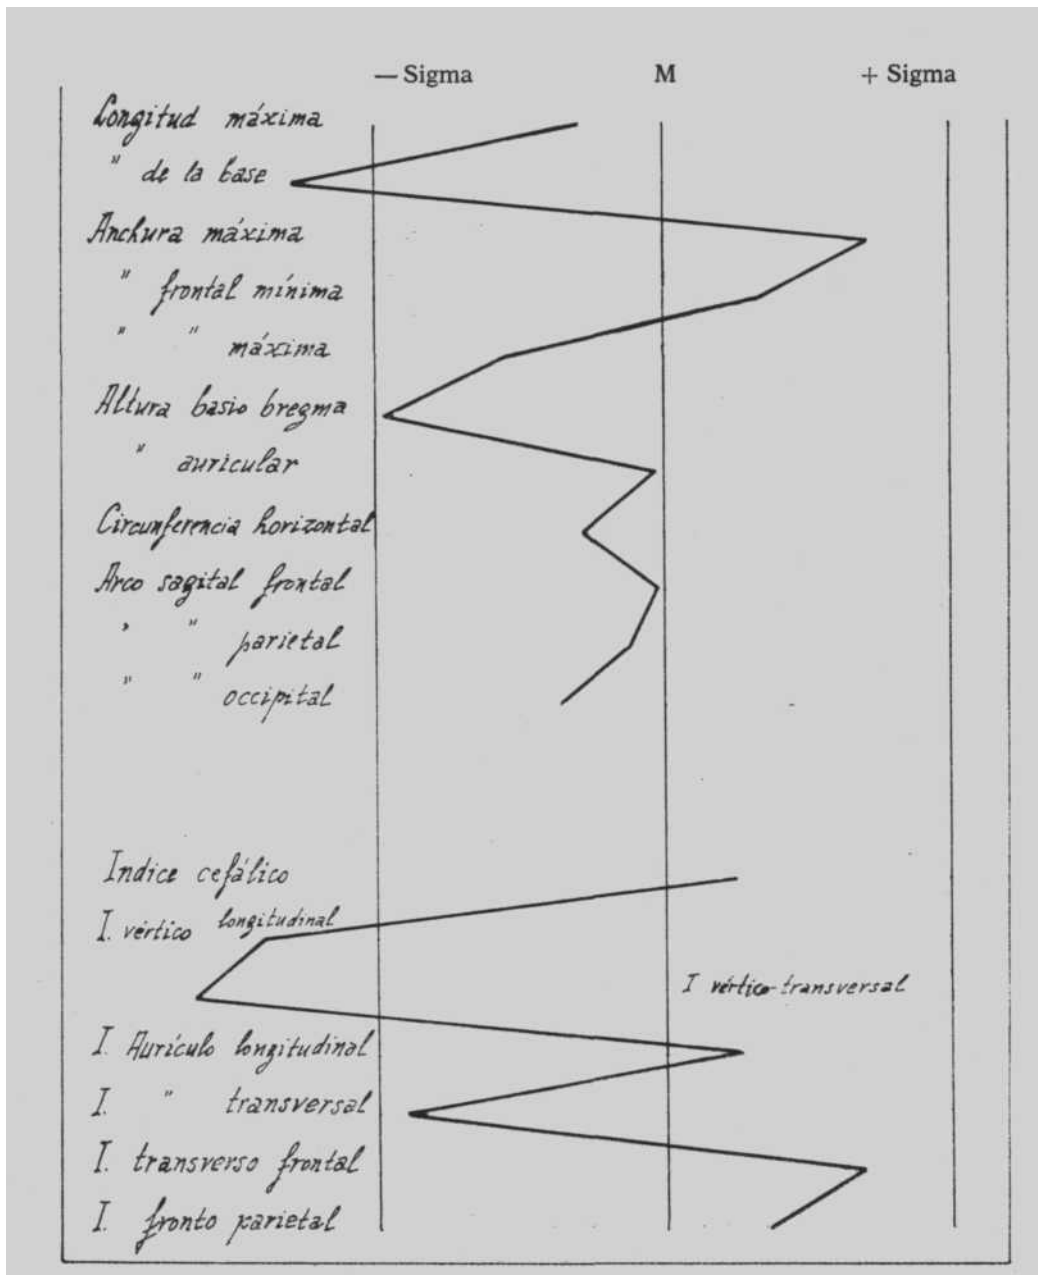 — Sigma M + Sigma
Longitud máxima
" de la base
Anchura máxima
" frontal mínima
" " máxima
Altura basio bregma
" auricular
Circunferencia horizontal
Arco sagital frontal
" " parietal
" " occipital
Indice cefálico
I. vértico longitudinal
I vértico-transversal
I. Aurículo longitudinal
I. " transversal
I. transverso frontal
I. fronto parietal